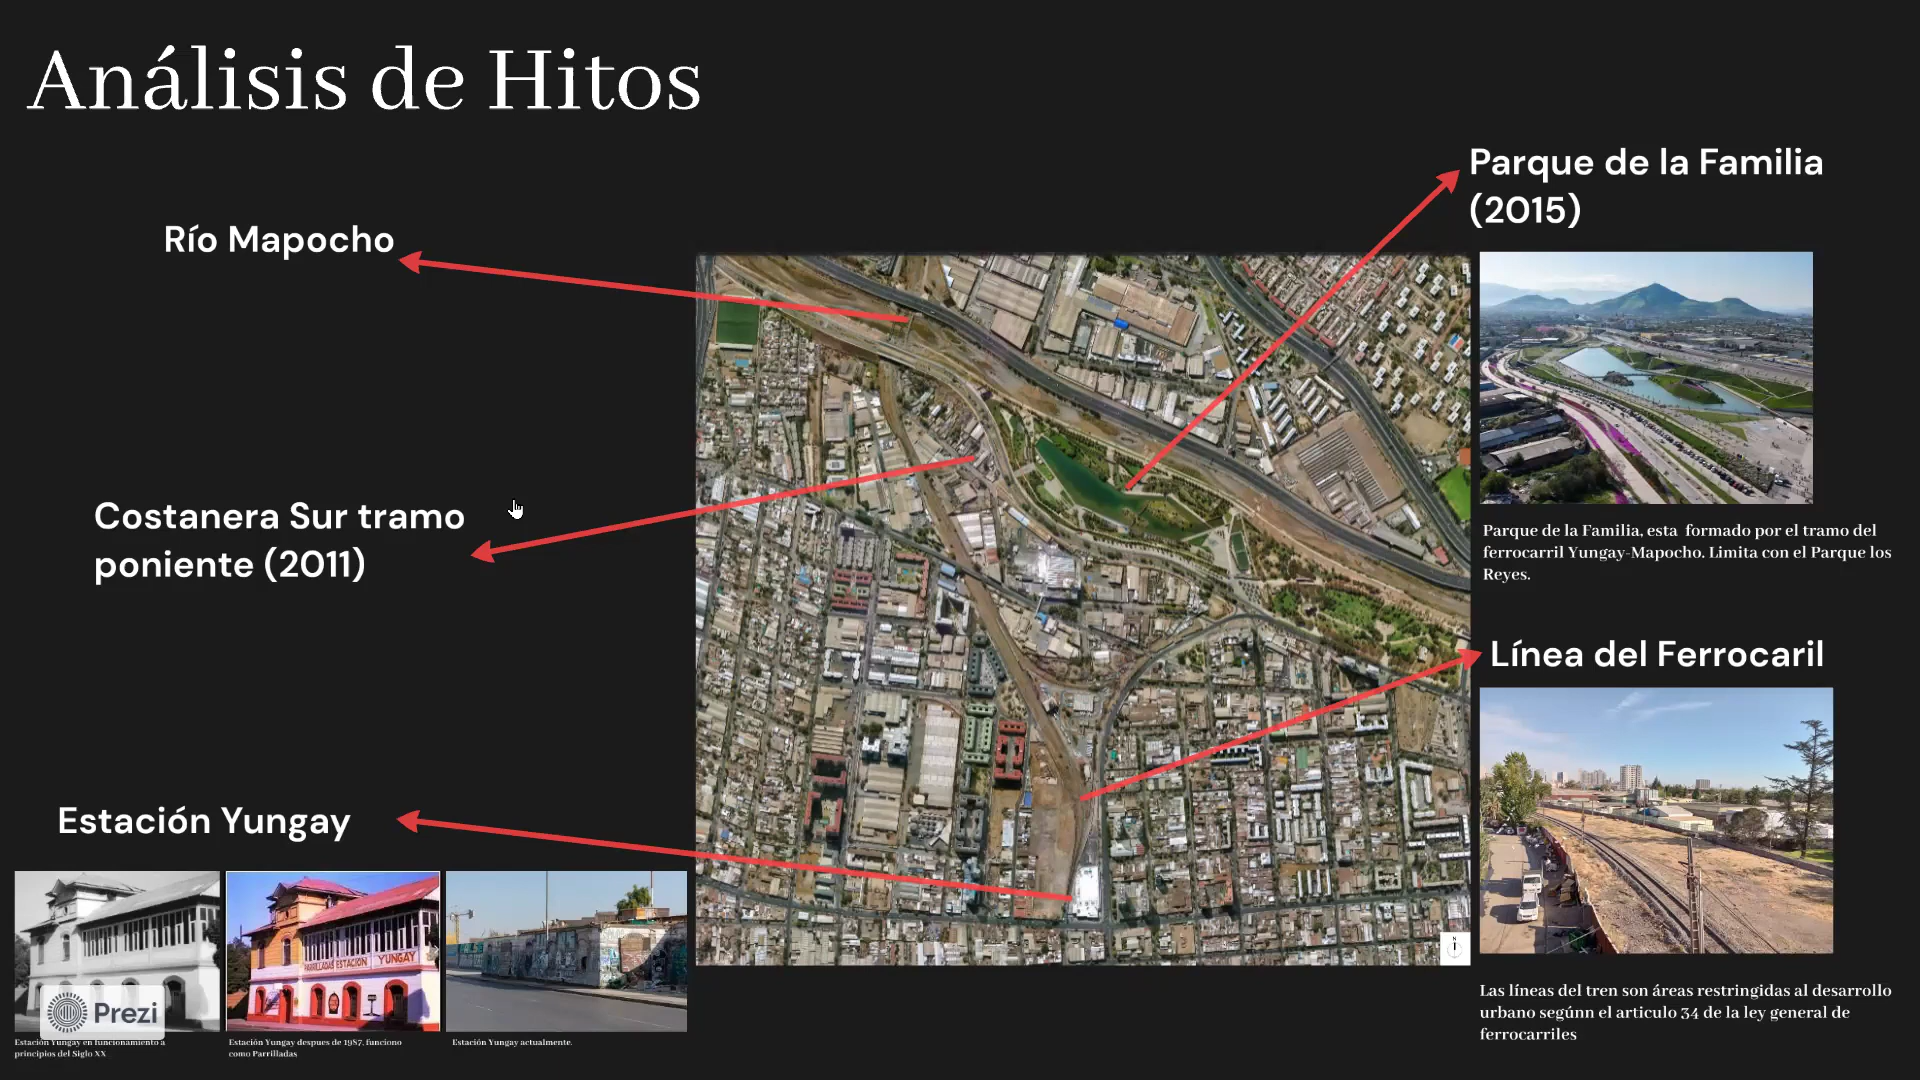 Análisis de Hitos
Parque de la Familia
(2015)
Río Mapocho
Parque de la Familia, esta formado por el tramo del
ferrocarril Yungay-Mapocho. Limita con el Parque los
Reyes.
Costanera Sur tramo
poniente (2011)
Línea del Ferrocaril
Las líneas del tren son áreas restringidas al desarrollo
urbano segúnn el articulo 34 de la ley general de
ferrocarriles
Estación Yungay
PARRILLADAS ESTACION YUNGAY
Prezi
Estación Yungay en funcionamiento a
principios del Siglo XX
Estación Yungay despues de 1987, funciono
como Parrilladas
Estación Yungay actualmente.
N